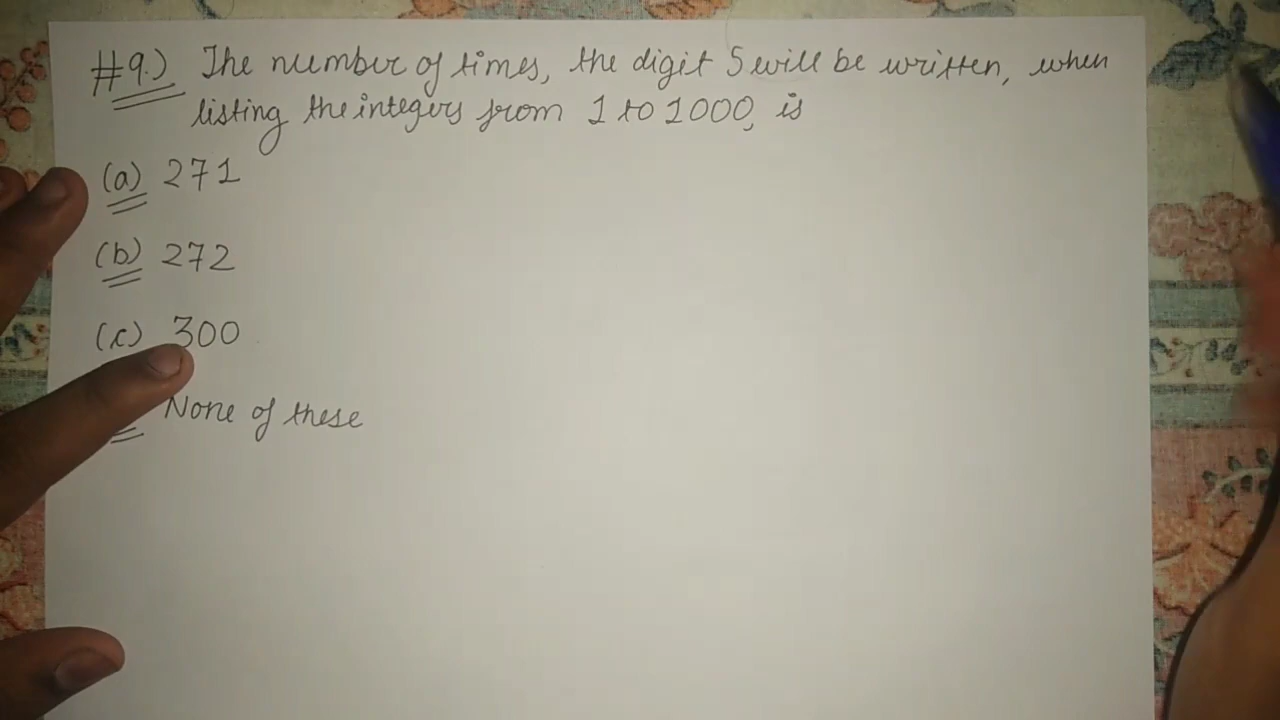 #9.) The number of times, the digit 5 will be written, when
listing the integers from 1 to 1000, is
(a) 271
(b) 272
(c) 300
None of these